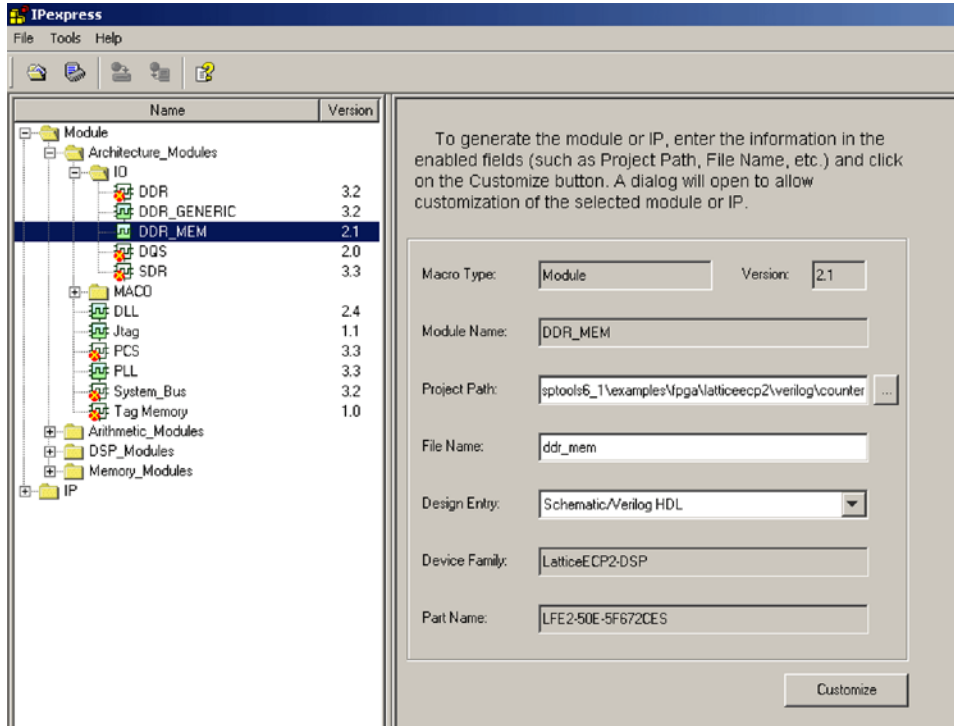 IPexpress
File Tools Help
Name Version
Module
Architecture_Modules
IO
DDR 3.2
DDR_GENERIC 3.2
DDR_MEM 2.1
DQS 2.0
SDR 3.3
MACO
DLL 2.4
Jtag 1.1
PCS 3.3
PLL 3.3
System_Bus 3.2
Tag Memory 1.0
Arithmetic_Modules
DSP_Modules
Memory_Modules
IP
To generate the module or IP, enter the information in the
enabled fields (such as Project Path, File Name, etc.) and click
on the Customize button. A dialog will open to allow
customization of the selected module or IP.
Macro Type: Module Version: 2.1
Module Name: DDR_MEM
Project Path: sptools6_1\examples\fpga\latticeecp2\verilog\counter ...
File Name: ddr_mem
Design Entry: Schematic/Verilog HDL
Device Family: LatticeECP2-DSP
Part Name: LFE2-50E-5F672CES
Customize